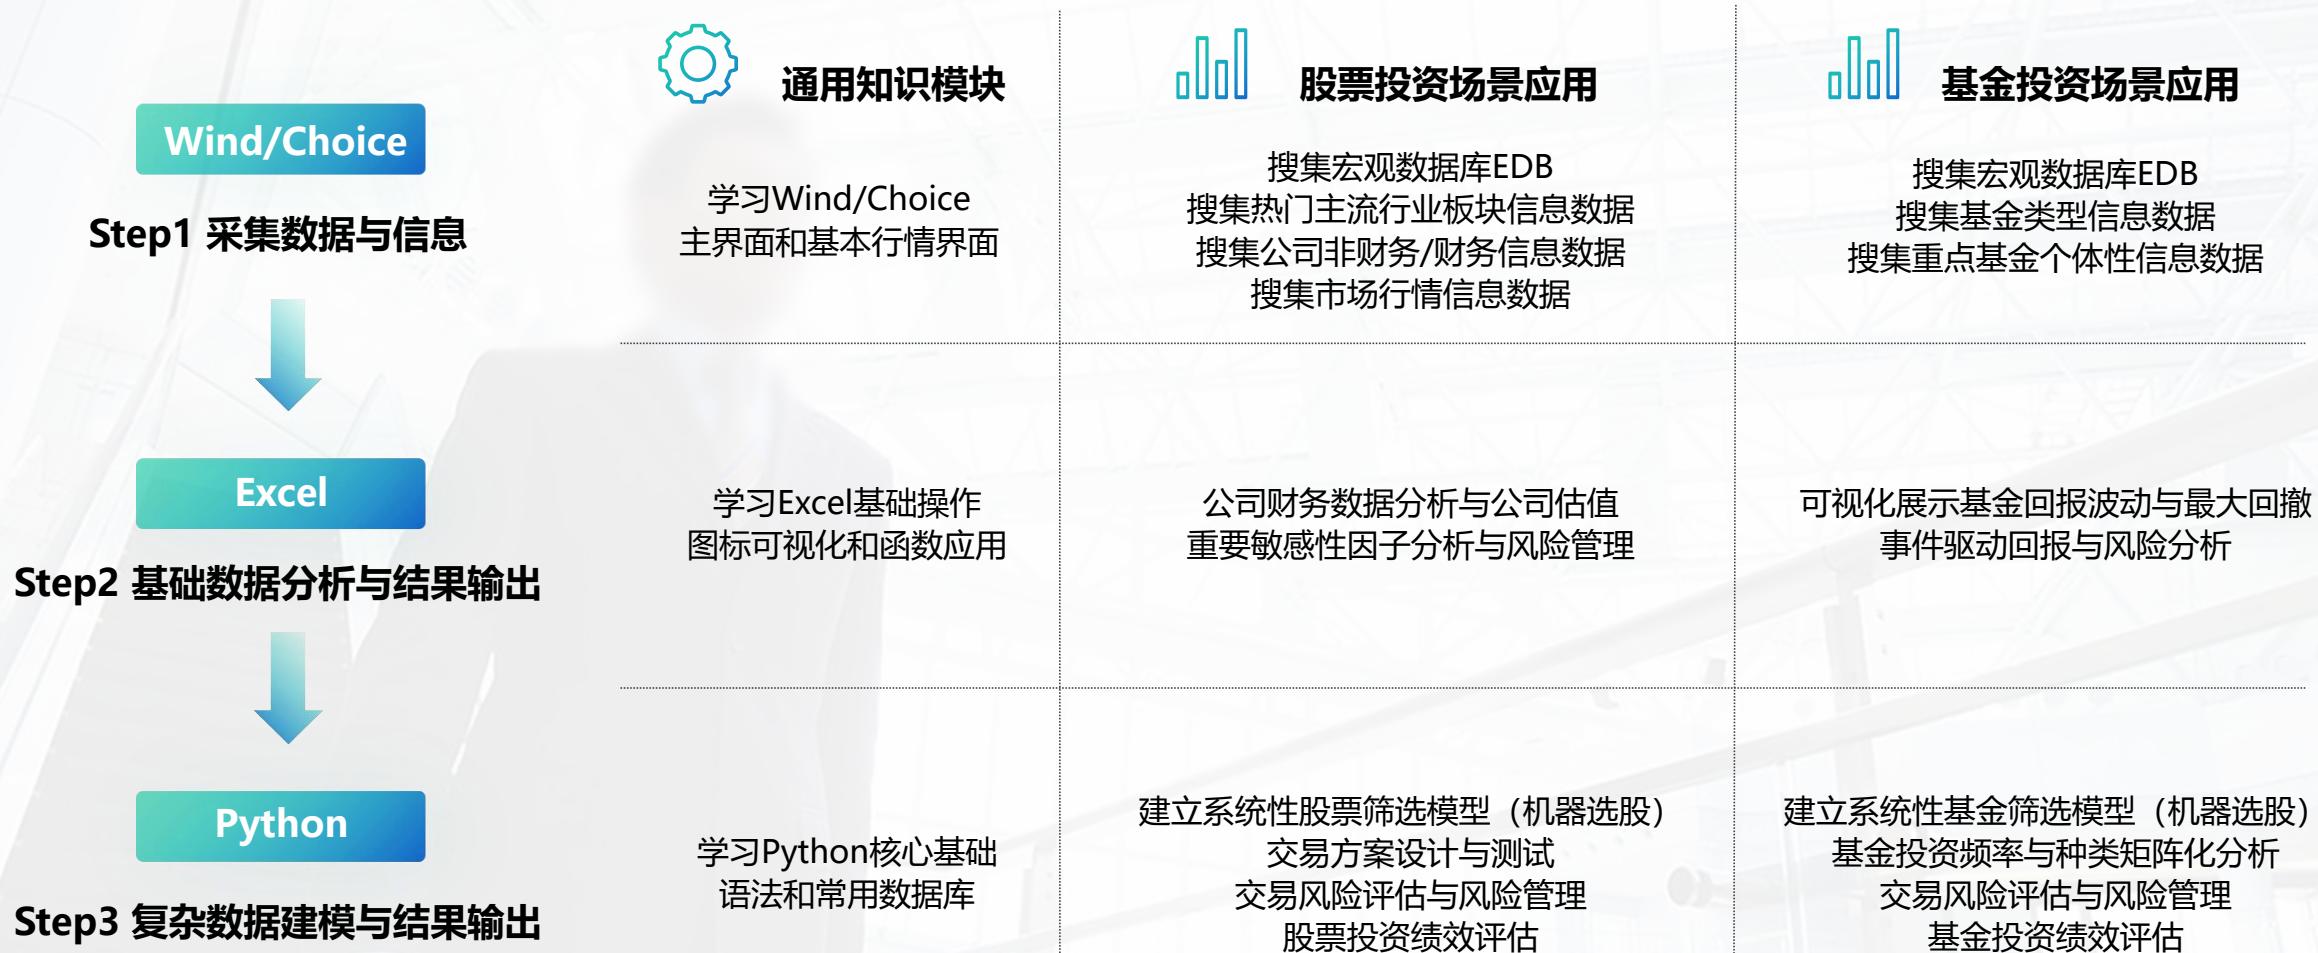 通用知识模块
股票投资场景应用
基金投资场景应用
Wind/Choice
Step1 采集数据与信息
学习Wind/Choice
主界面和基本行情界面
搜集宏观数据库EDB
搜集热门主流行业板块信息数据
搜集公司非财务/财务信息数据
搜集市场行情信息数据
搜集宏观数据库EDB
搜集基金类型信息数据
搜集重点基金个体性信息数据
Excel
Step2 基础数据分析与结果输出
学习Excel基础操作
图标可视化和函数应用
公司财务数据分析与公司估值
重要敏感性因子分析与风险管理
可视化展示基金回报波动与最大回撤
事件驱动回报与风险分析
Python
Step3 复杂数据建模与结果输出
学习Python核心基础
语法和常用数据库
建立系统性股票筛选模型（机器选股）
交易方案设计与测试
交易风险评估与风险管理
股票投资绩效评估
建立系统性基金筛选模型（机器选股）
基金投资频率与种类矩阵化分析
交易风险评估与风险管理
基金投资绩效评估